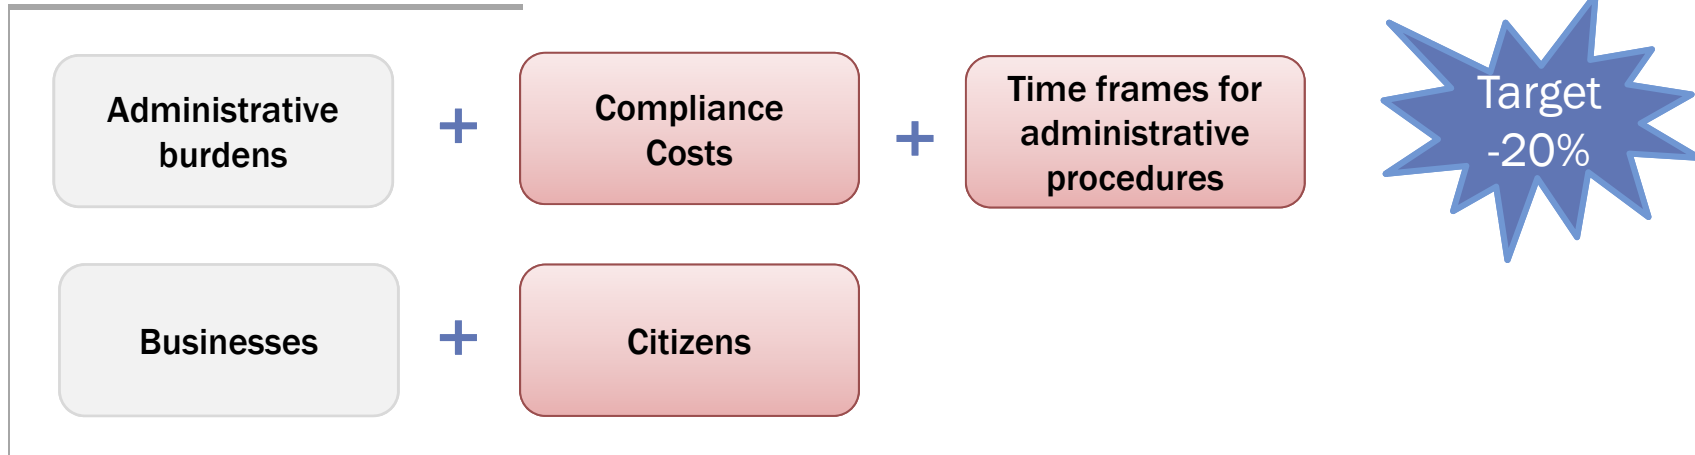 Administrative
burdens
+
Compliance
Costs
+
Time frames for
administrative
procedures
Target
-20%
Businesses
+
Citizens